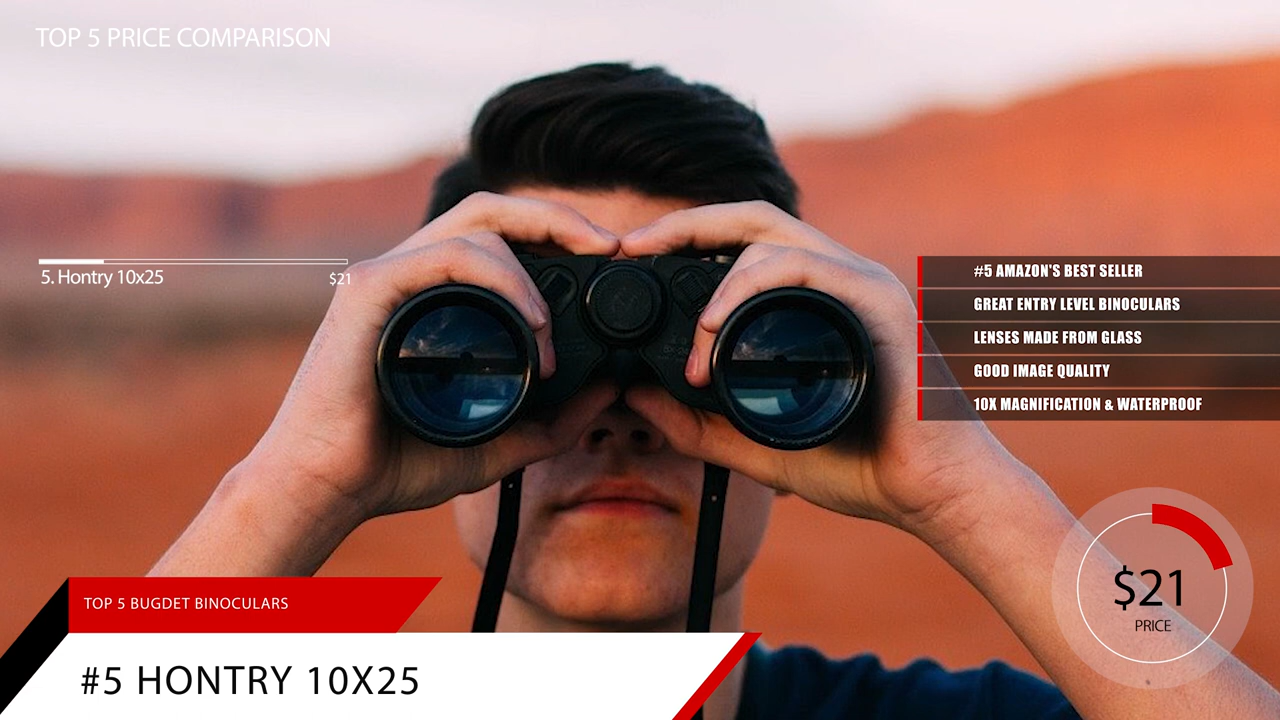 TOP 5 PRICE COMPARISON
5. Hontry 10x25
$21
#5 AMAZON'S BEST SELLER
GREAT ENTRY LEVEL BINOCULARS
LENSES MADE FROM GLASS
GOOD IMAGE QUALITY
10X MAGNIFICATION & WATERPROOF
$21
PRICE
TOP 5 BUGDET BINOCULARS
#5 HONTRY 10X25